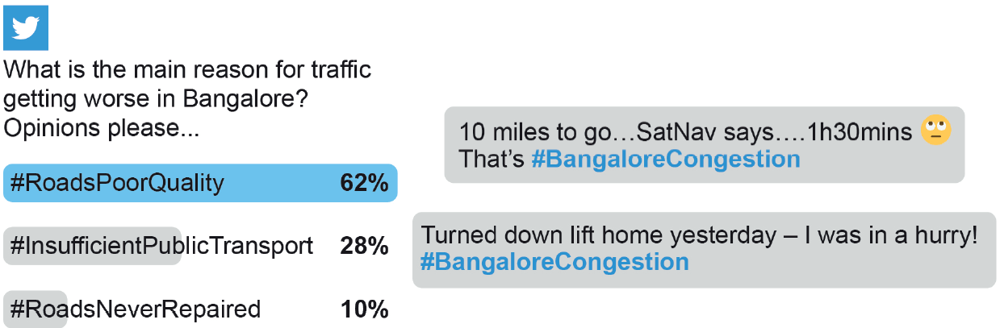 What is the main reason for traffic
getting worse in Bangalore?
Opinions please...
#RoadsPoorQuality 62%
#InsufficientPublicTransport 28%
#RoadsNeverRepaired 10%
10 miles to go…SatNav says….1h30mins 🙄
That’s #BangaloreCongestion
Turned down lift home yesterday – I was in a hurry!
#BangaloreCongestion